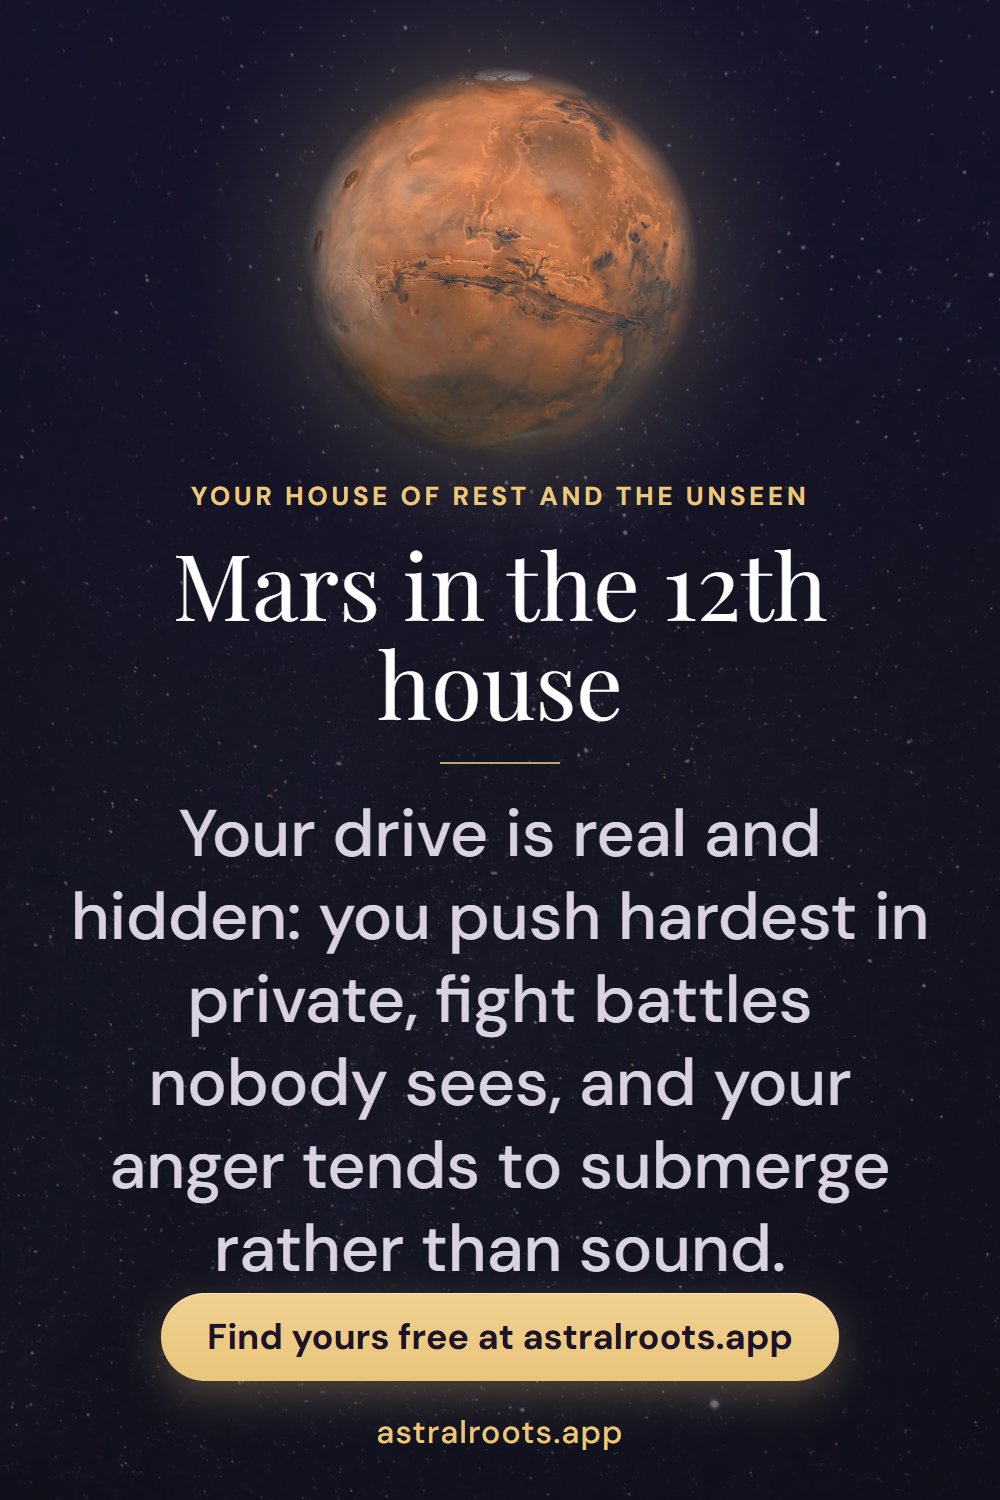 YOUR HOUSE OF REST AND THE UNSEEN
Mars in the 12th
house
Your drive is real and
hidden: you push hardest in
private, fight battles
nobody sees, and your
anger tends to submerge
rather than sound.
Find yours free at astralroots.app
astralroots.app